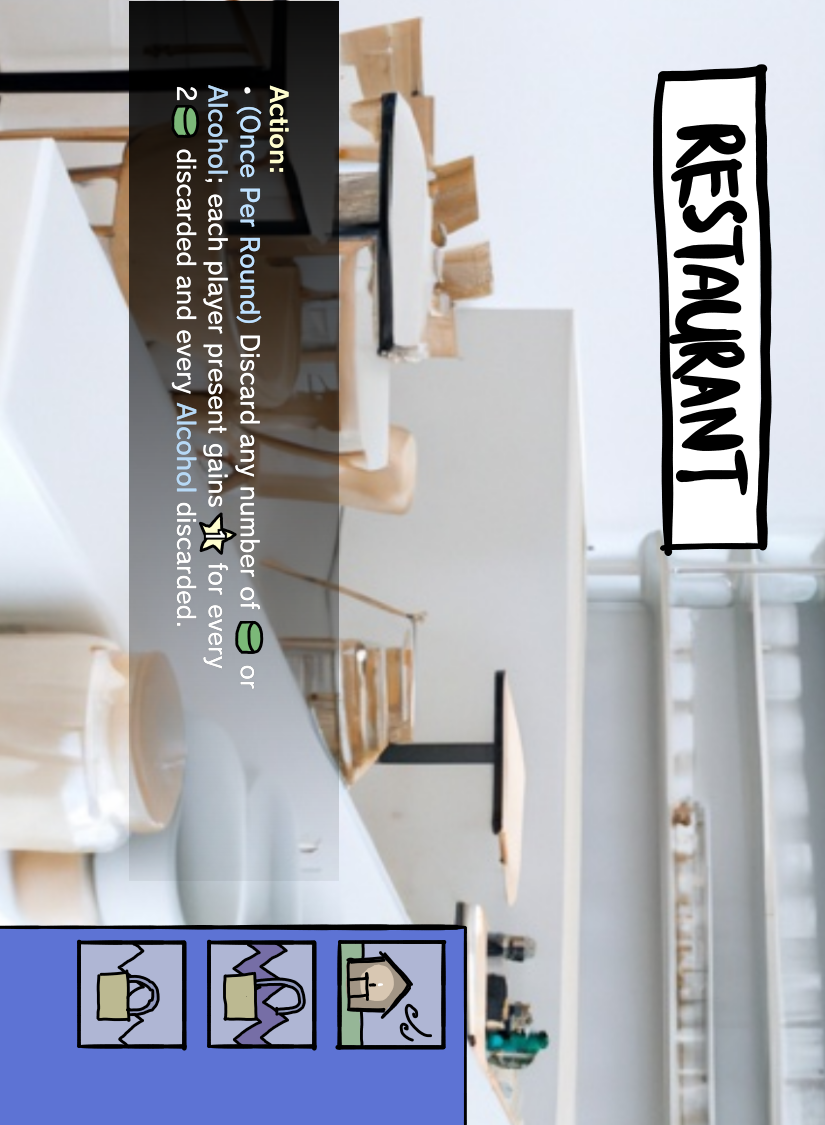 RESTAURANT
Action:
• (Once Per Round) Discard any number of or
Alcohol; each player present gains 1 for every
2 discarded and every Alcohol discarded.